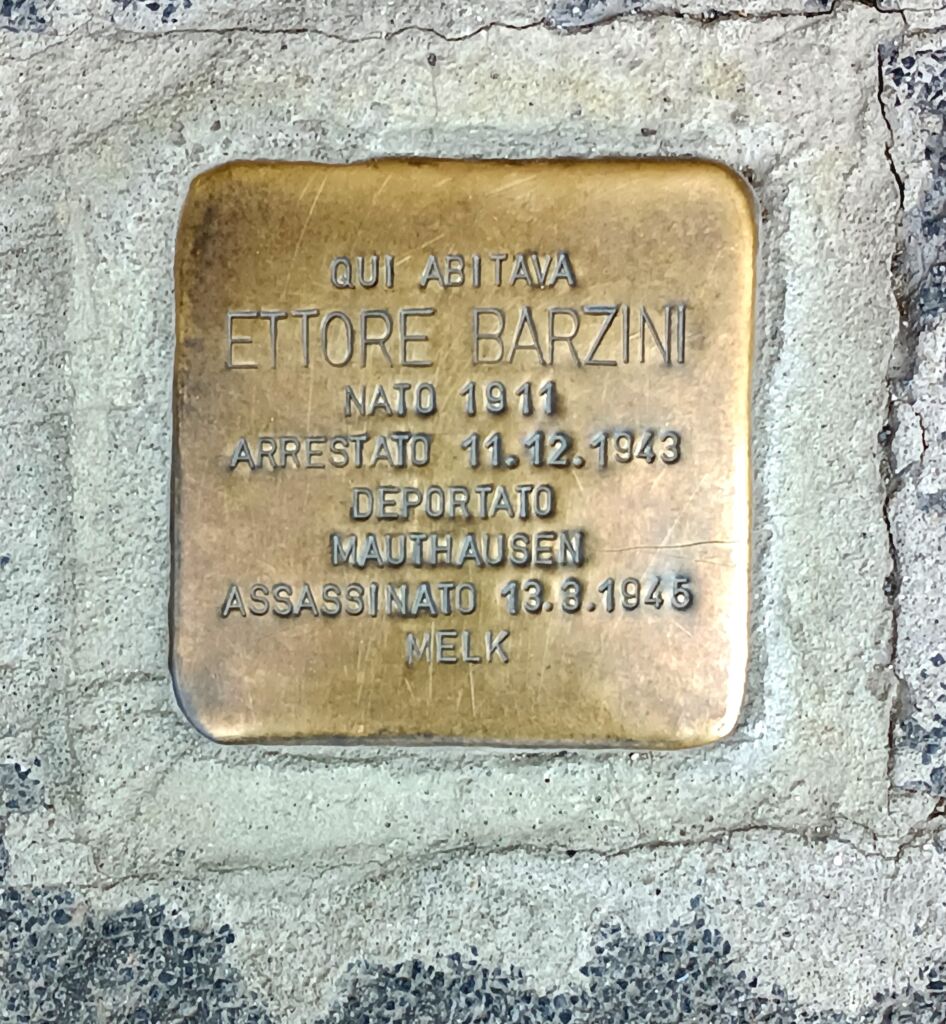 QUI ABITAVA
ETTORE BARZINI
NATO 1911
ARRESTATO 11.12.1943
DEPORTATO
MAUTHAUSEN
ASSASSINATO 13.3.1945
MELK